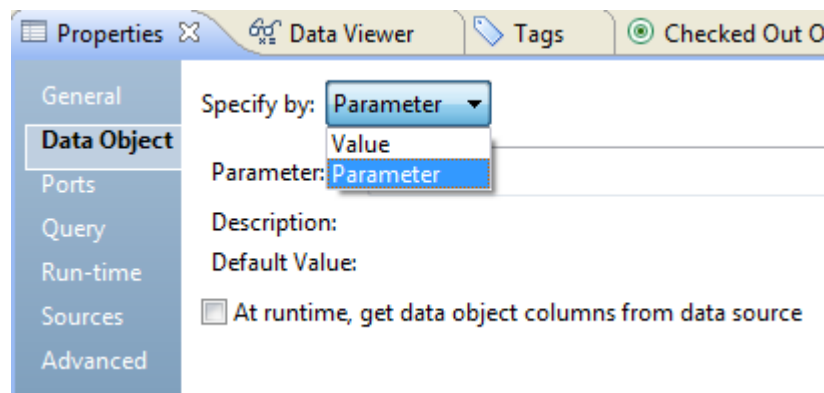 Properties Data Viewer Tags Checked Out O
General
Specify by: Parameter
Data Object
Value
Parameter: Parameter
Ports
Description:
Query
Default Value:
Run-time
At runtime, get data object columns from data source
Sources
Advanced